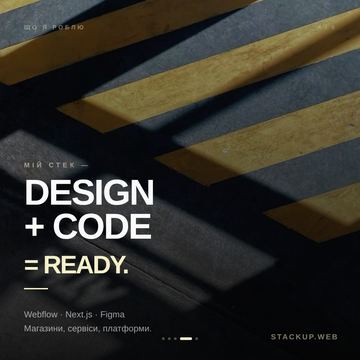 ЩО Я РОБЛЮ
МІЙ СТЕК —
DESIGN
+ CODE
= READY.
Webflow · Next.js · Figma
Магазини, сервіси, платформи.
STACKUP.WEB